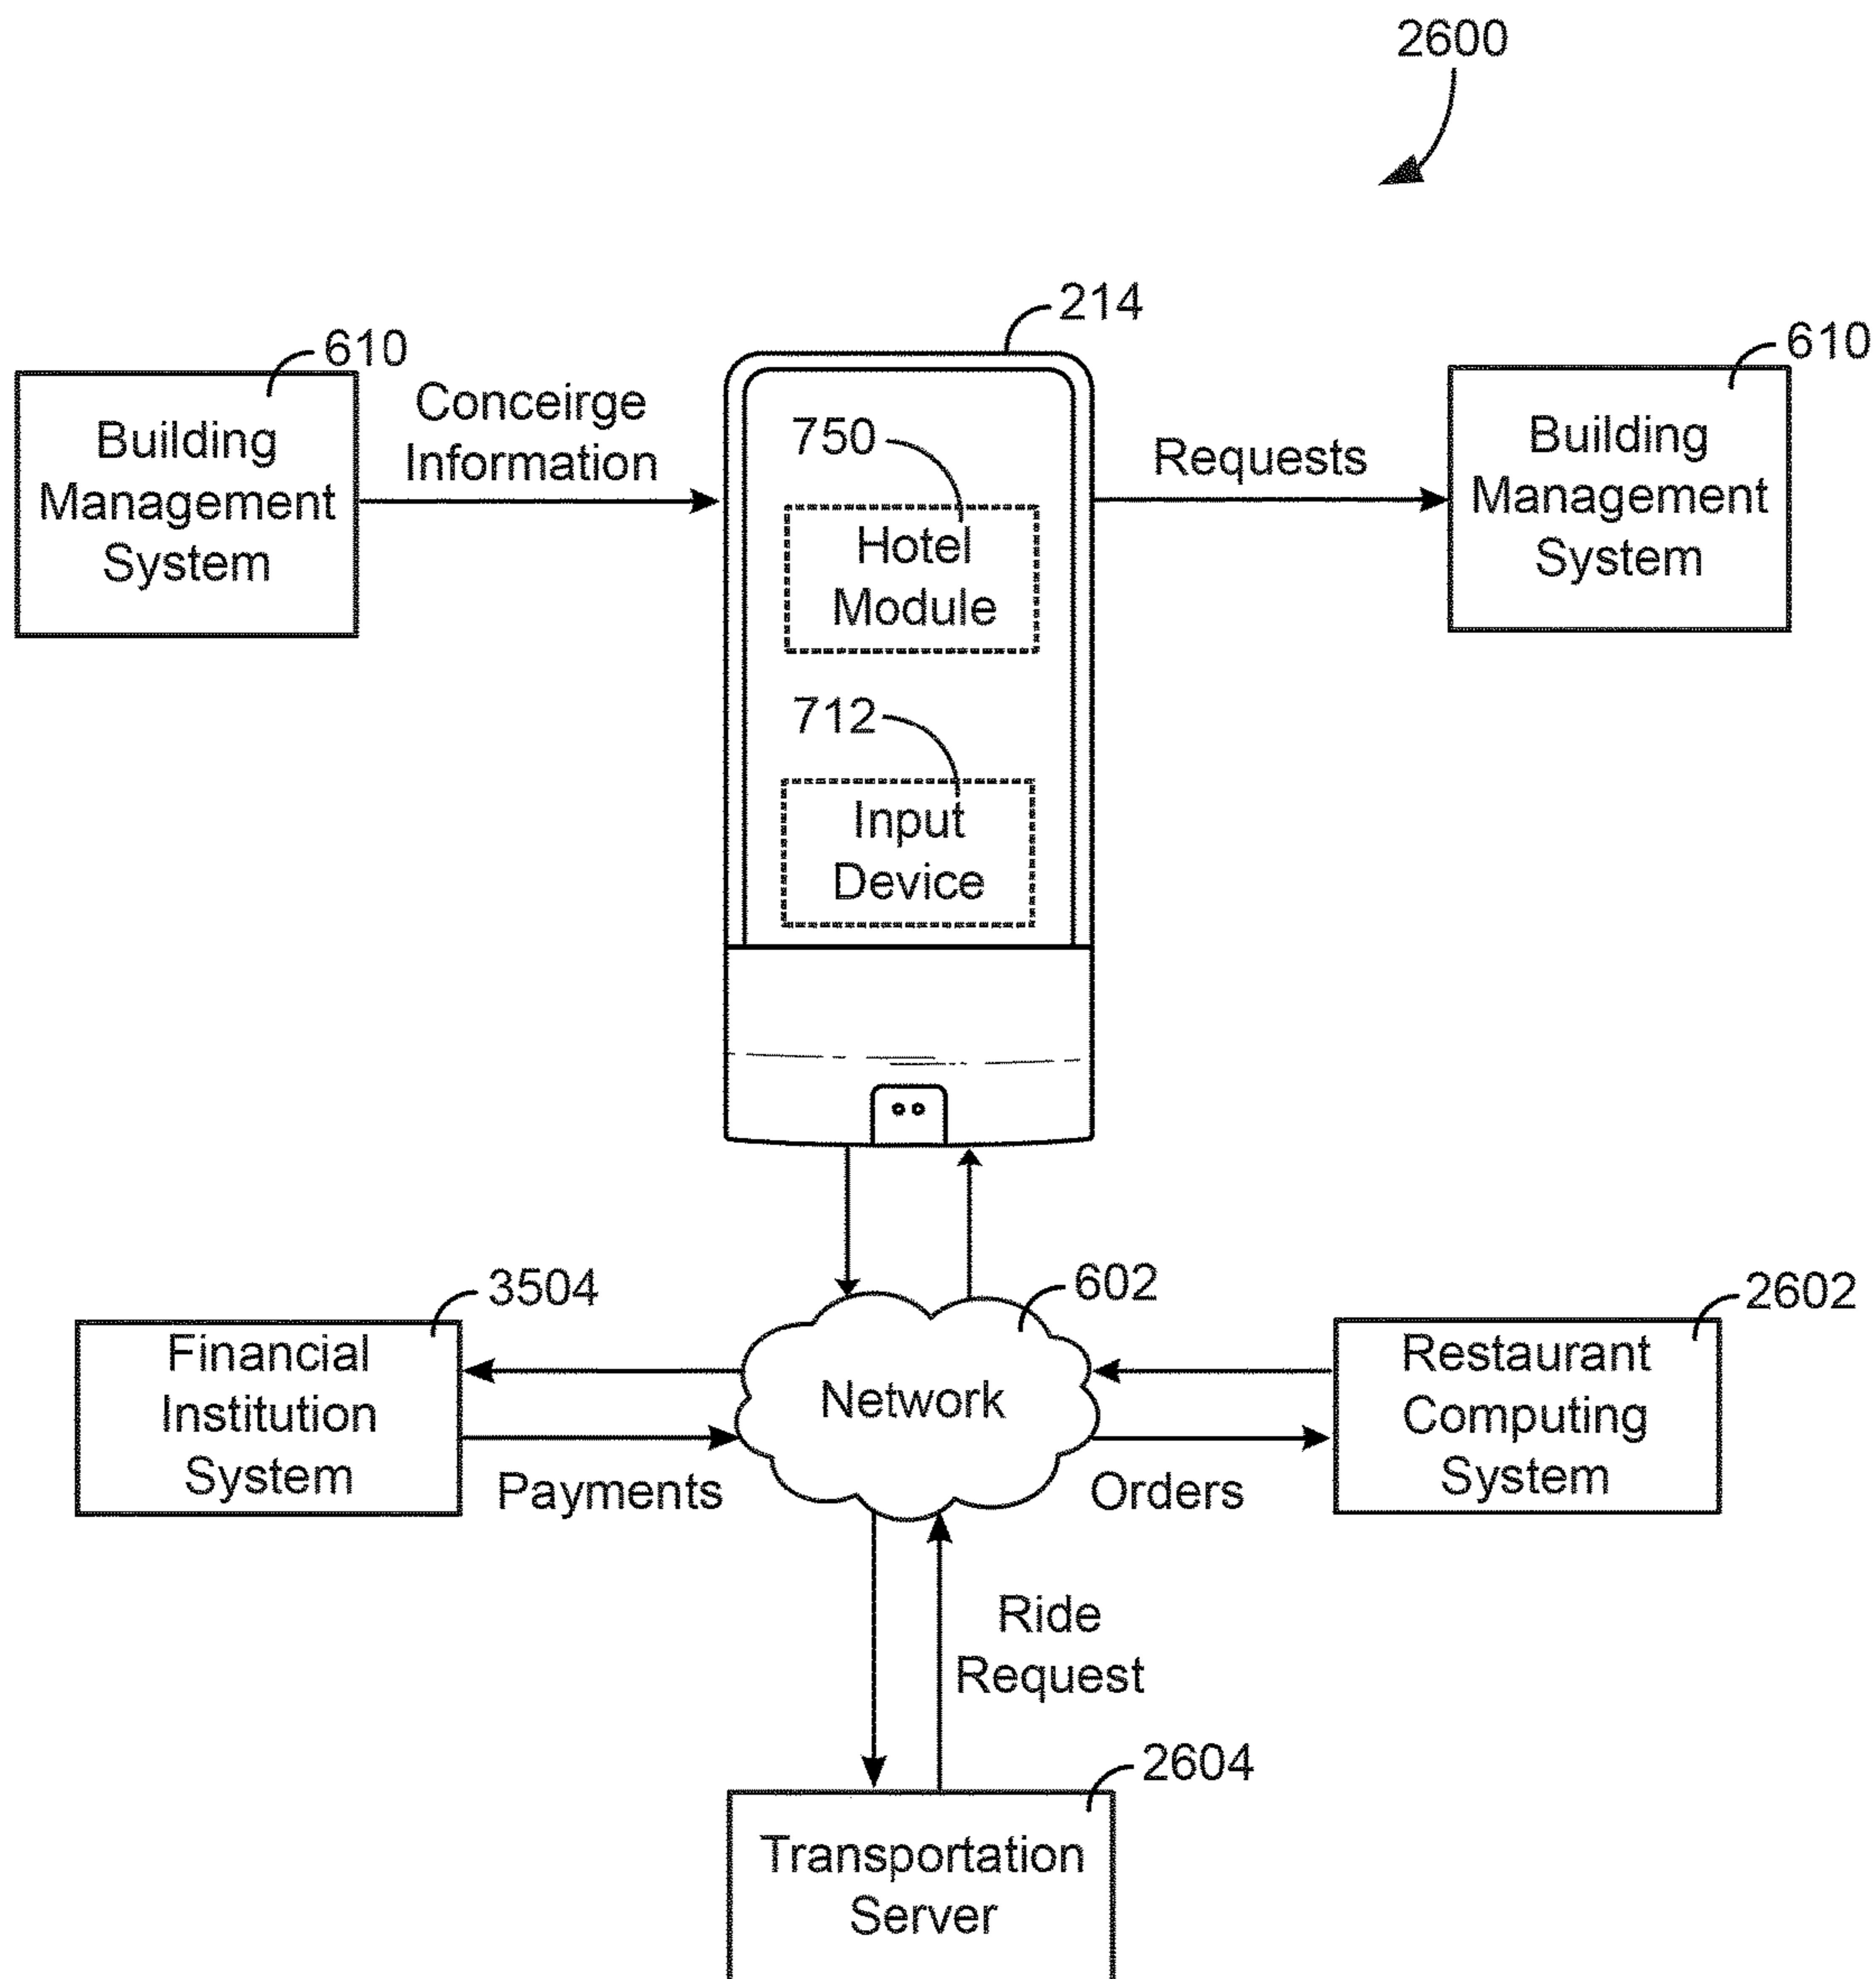 2600
214
610
Building
Management
System
Conceirge
Information
750
Hotel
Module
712
Input
Device
Requests
610
Building
Management
System
3504
Financial
Institution
System
Payments
602
Network
2602
Restaurant
Computing
System
Orders
Ride
Request
2604
Transportation
Server